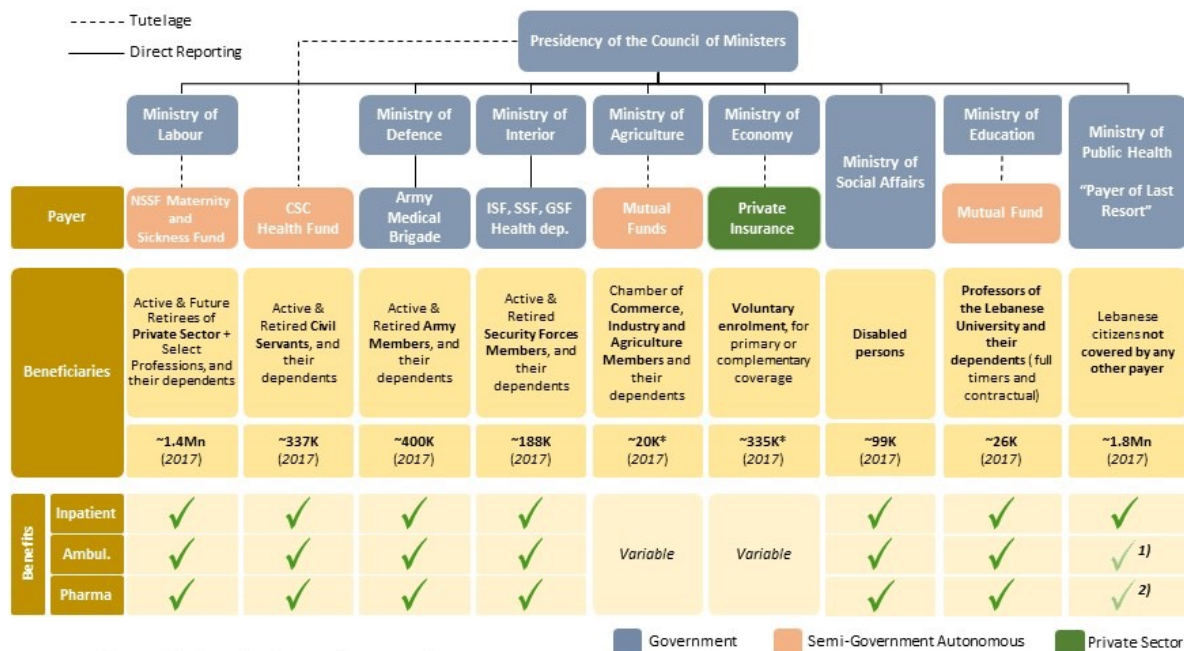 Tutelage
Direct Reporting
Presidency of the Council of Ministers
Ministry of
Labour
Ministry of
Defence
Ministry of
Interior
Ministry of
Agriculture
Ministry of
Economy
Ministry of
Social Affairs
Ministry of
Education
Ministry of
Public Health
“Payer of Last
Resort”
Payer
NSSF Maternity
and
Sickness Fund
CSC
Health Fund
Army
Medical
Brigade
ISF, SSF, GSF
Health dep.
Mutual
Funds
Private
Insurance
Mutual Fund
Beneficiaries
Active & Future
Retirees of
Private Sector +
Select
Professions, and
their dependents
Active &
Retired Civil
Servants, and
their
dependents
Active &
Retired Army
Members, and
their
dependents
Active &
Retired
Security Forces
Members, and
their
dependents
Chamber of
Commerce,
Industry and
Agriculture
Members and
their
dependents
Voluntary
enrolment, for
primary or
complementary
coverage
Disabled
persons
Professors of
the Lebanese
University and
their
dependents ( full
timers and
contractual)
Lebanese
citizens not
covered by any
other payer
~1.4Mn
(2017)
~337K
(2017)
~400K
(2017)
~188K
(2017)
~20K*
(2017)
~335K*
(2017)
~99K
(2017)
~26K
(2017)
~1.8Mn
(2017)
Benefits
Inpatient
Ambul.
Pharma
Variable
Variable
1)
2)
Government
Semi-Government Autonomous
Private Sector